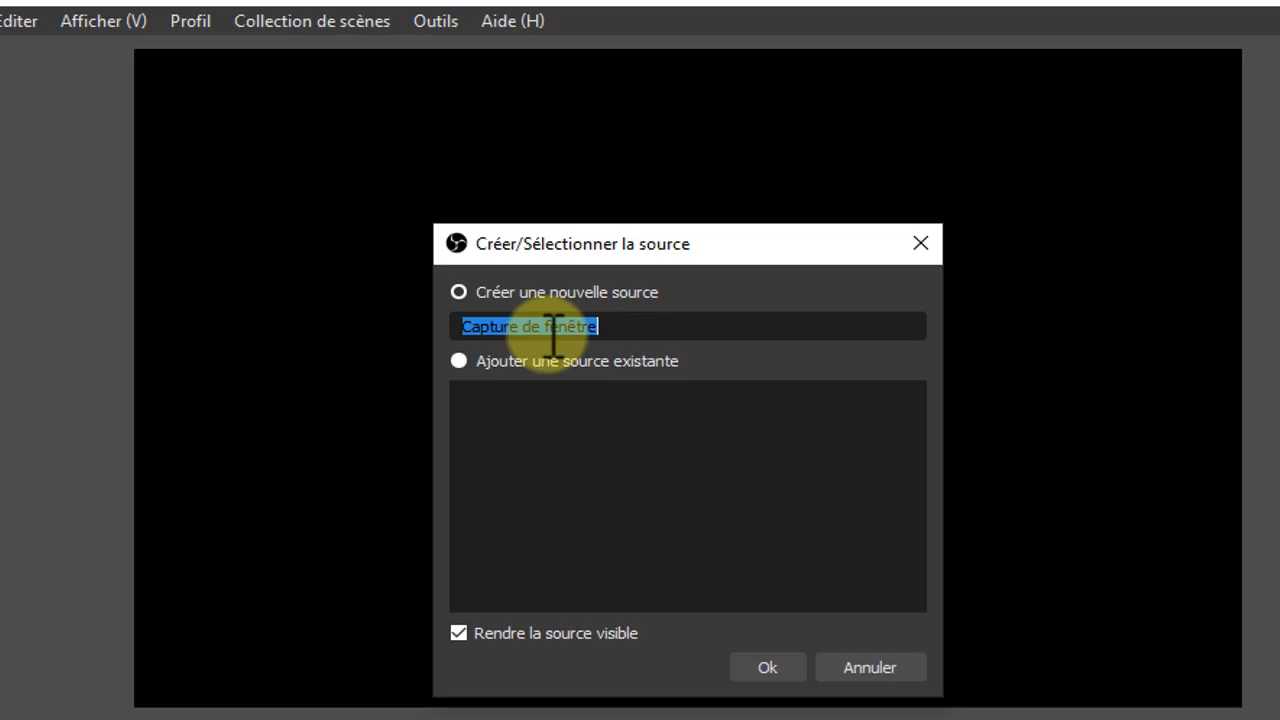 Éditer Afficher (V) Profil Collection de scènes Outils Aide (H)
Créer/Sélectionner la source
Créer une nouvelle source
Capture de fenêtre
Ajouter une source existante
Rendre la source visible
Ok Annuler